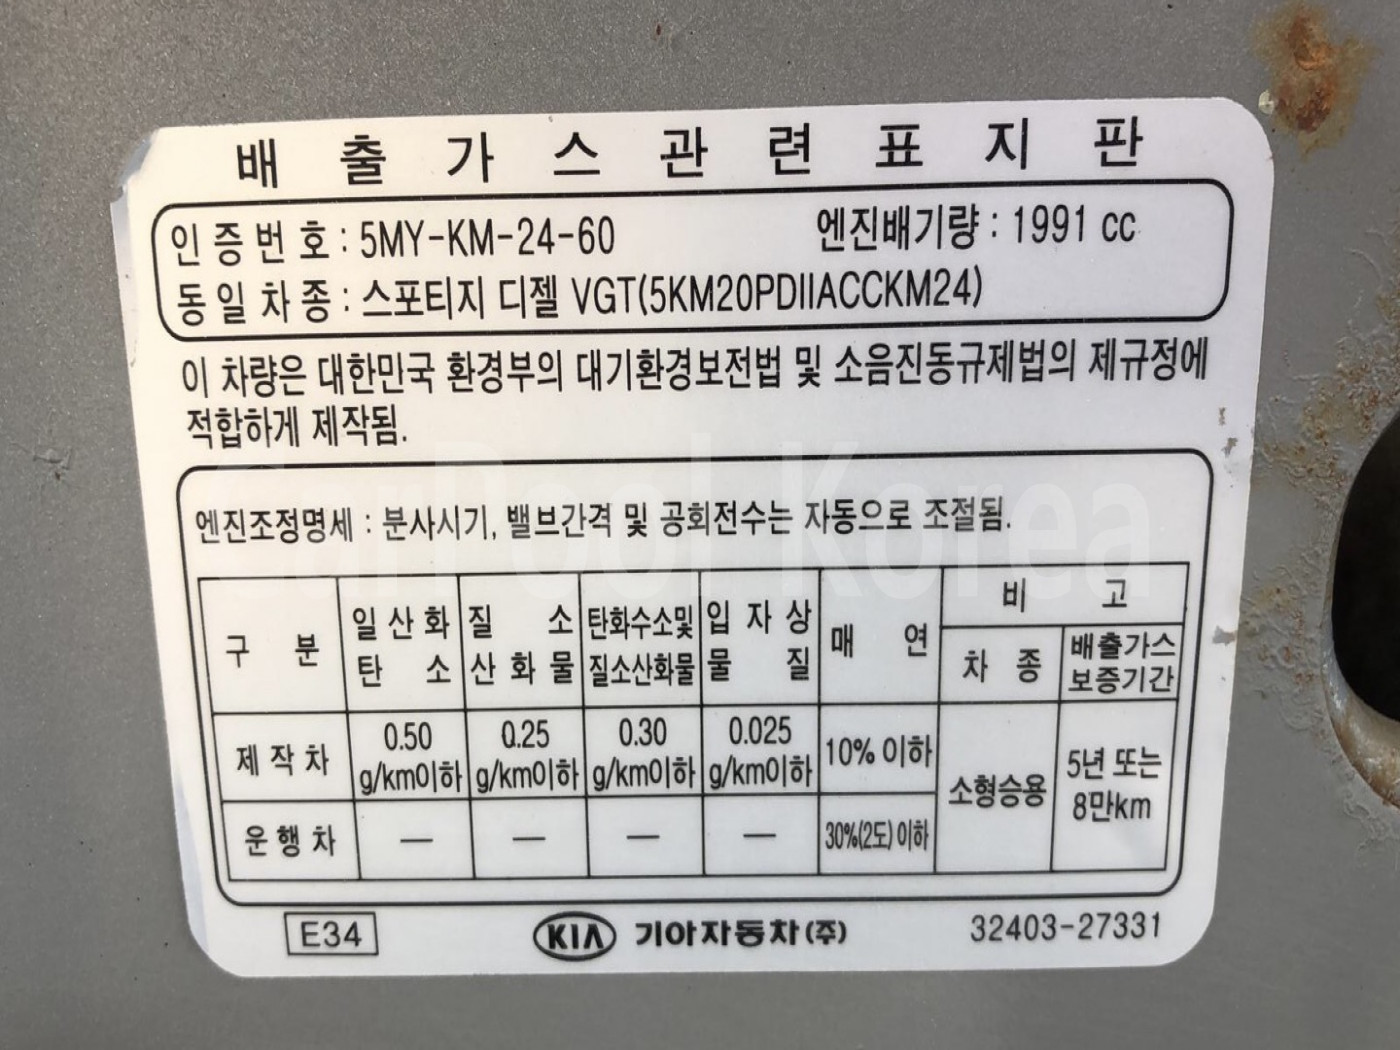 배출가스관련표지판
인증번호 : 5MY-KM-24-60 엔진배기량 : 1991 cc
동일차종 : 스포티지 디젤 VGT(5KM20PDIIACCKM24)
이 차량은 대한민국 환경부의 대기환경보전법 및 소음진동규제법의 제규정에
적합하게 제작됨.
엔진조정명세 : 분사시기, 밸브간격 및 공회전수는 자동으로 조절됨.
구분 일산화탄소 질소산화물 탄화수소및질소산화물 입자상물질 매연 비고
차종 배출가스보증기간
제작차 0.50 g/km이하 0.25 g/km이하 0.30 g/km이하 0.025 g/km이하 10% 이하 소형승용 5년 또는 8만km
운행차 — — — — 30%(2도) 이하
E34 KIA 기아자동차(주) 32403-27331
CarPool Korea